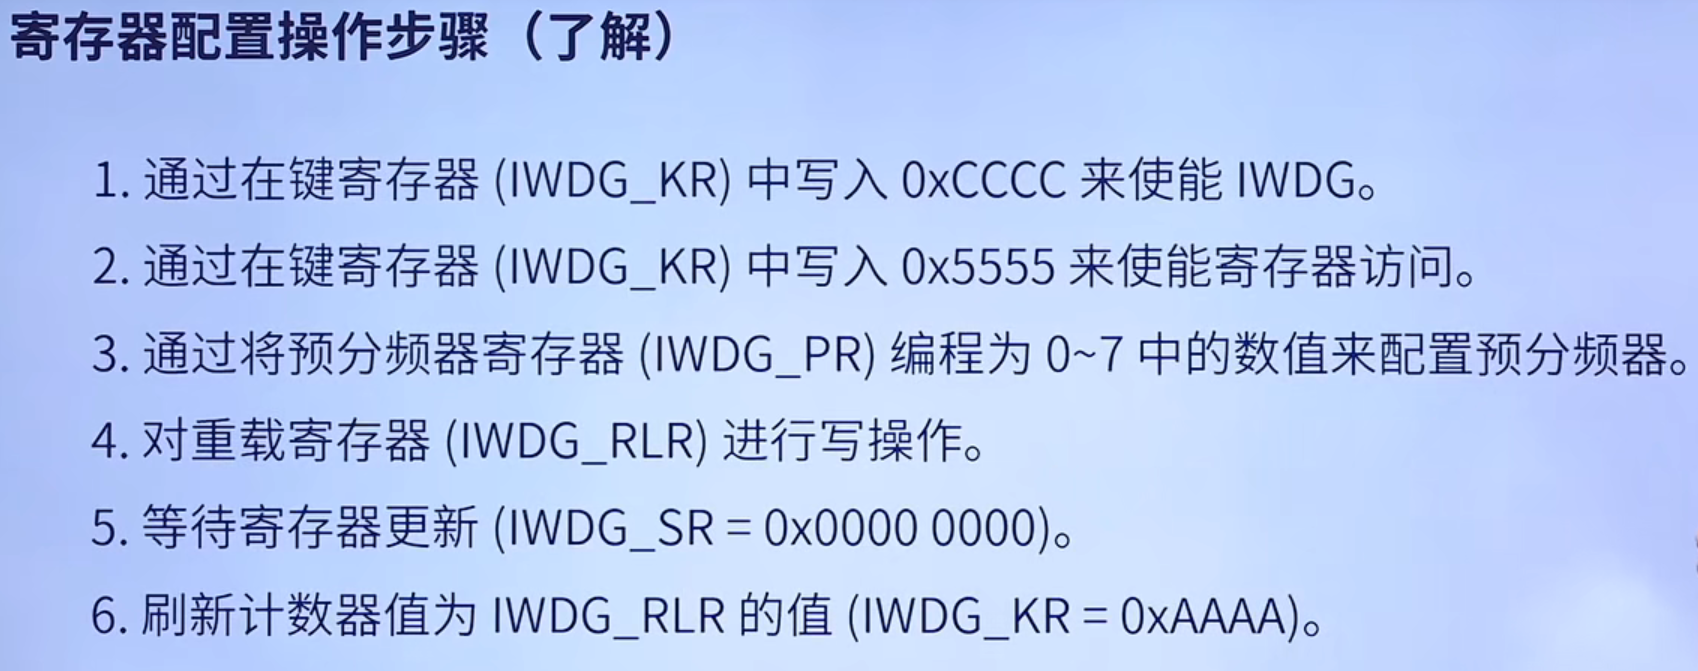 寄存器配置操作步骤（了解）
1. 通过在键寄存器 (IWDG_KR) 中写入 0xCCCC 来使能 IWDG。
2. 通过在键寄存器 (IWDG_KR) 中写入 0x5555 来使能寄存器访问。
3. 通过将预分频器寄存器 (IWDG_PR) 编程为 0~7 中的数值来配置预分频器。
4. 对重载寄存器 (IWDG_RLR) 进行写操作。
5. 等待寄存器更新 (IWDG_SR = 0x0000 0000)。
6. 刷新计数器值为 IWDG_RLR 的值 (IWDG_KR = 0xAAAA)。